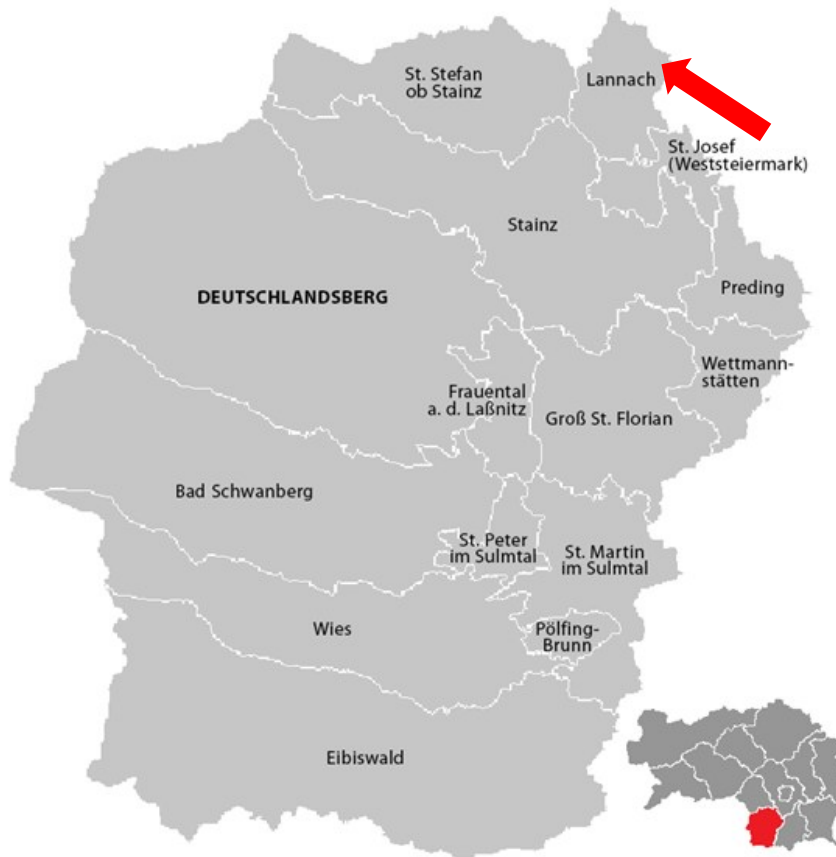 St. Stefan
ob Stainz
Lannach
St. Josef
(Weststeiermark)
Stainz
DEUTSCHLANDSBERG
Preding
Wettmann-
stätten
Frauental
a. d. Laßnitz
Groß St. Florian
Bad Schwanberg
St. Peter
im Sulmtal
St. Martin
im Sulmtal
Wies
Pölfing-
Brunn
Eibiswald